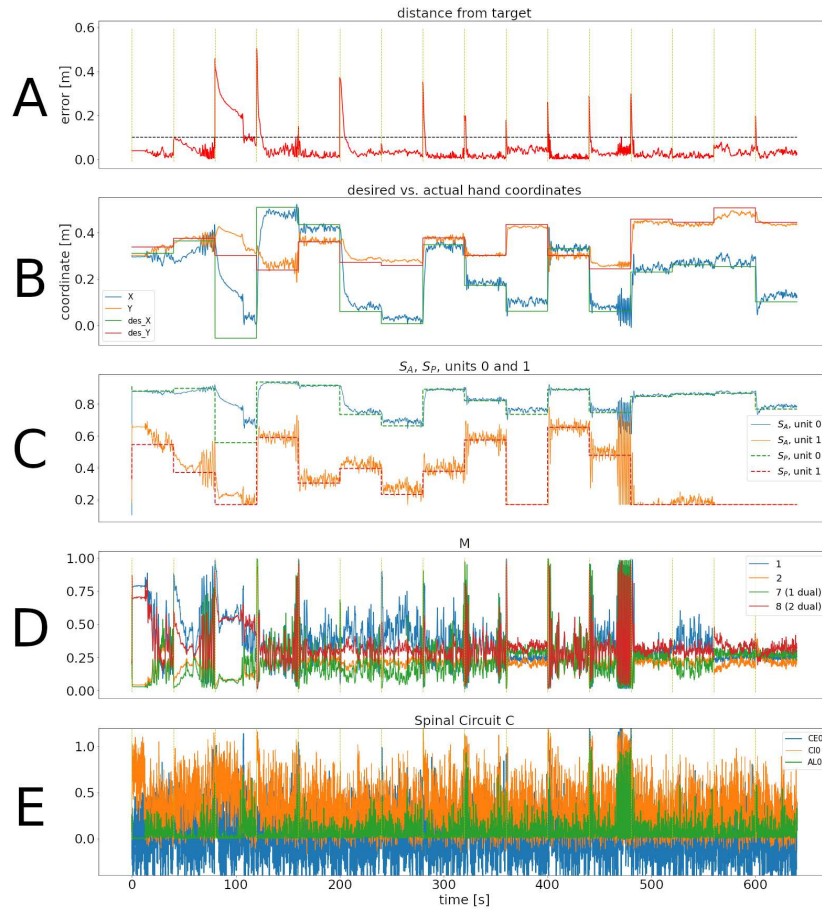 A
distance from target
error [m]
0.6
0.4
0.2
0.0
B
desired vs. actual hand coordinates
coordinate [m]
0.4
0.2
0.0
X
Y
des_X
des_Y
C
S_A, S_P, units 0 and 1
0.8
0.6
0.4
0.2
S_A, unit 0
S_A, unit 1
S_P, unit 0
S_P, unit 1
D
M
1.00
0.75
0.50
0.25
0.00
1
2
7 (1 dual)
8 (2 dual)
E
Spinal Circuit C
1.0
0.5
0.0
CE0
CI0
AL0
0 100 200 300 400 500 600
time [s]